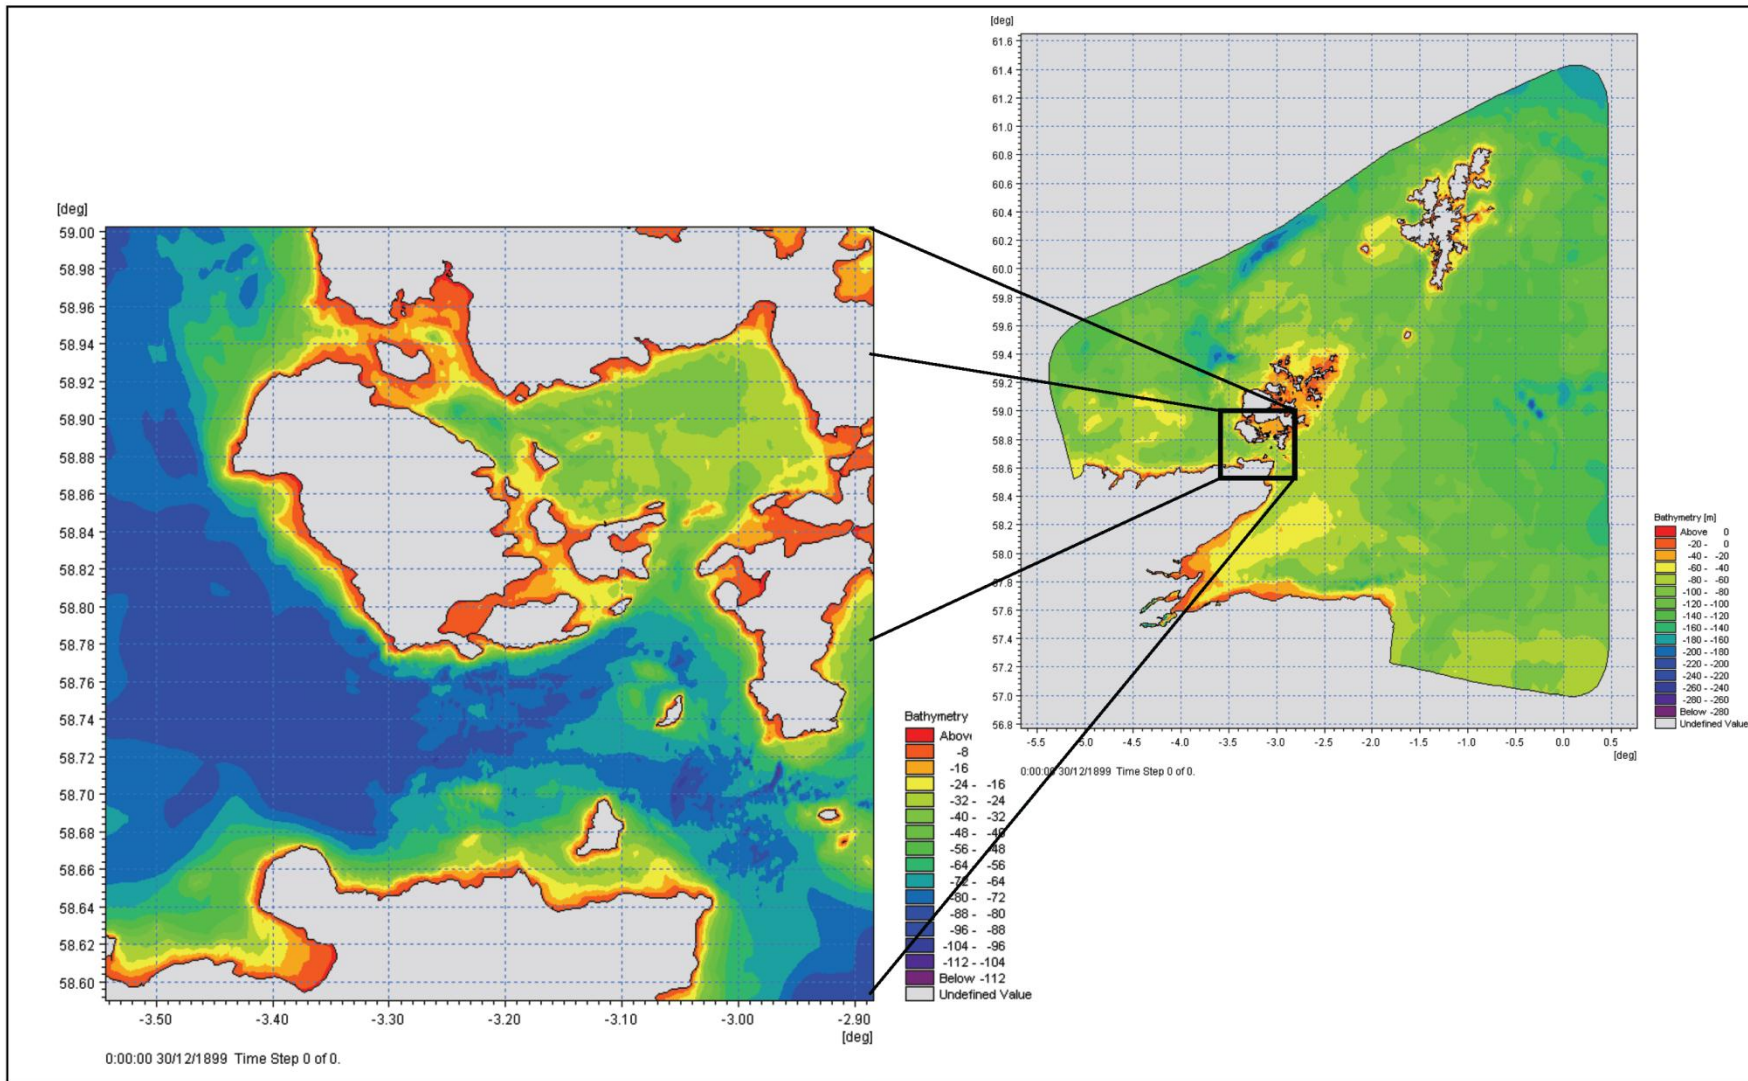 [deg]
61.6
61.4
61.2
61.0
60.8
60.6
60.4
60.2
60.0
59.8
59.6
59.4
59.2
59.0
58.8
58.6
58.4
58.2
58.0
57.8
57.6
57.4
57.2
57.0
56.8
-5.5 -5.0 -4.5 -4.0 -3.5 -3.0 -2.5 -2.0 -1.5 -1.0 -0.5 0.0 0.5
[deg]
0:00:00 30/12/1899 Time Step 0 of 0.
Bathymetry [m]
Above 0
-20 - 0
-40 - -20
-60 - -40
-80 - -60
-100 - -80
-120 - -100
-140 - -120
-160 - -140
-180 - -160
-200 - -180
-220 - -200
-240 - -220
-260 - -240
-280 - -260
Below -280
Undefined Value
[deg]
59.00
58.98
58.96
58.94
58.92
58.90
58.88
58.86
58.84
58.82
58.80
58.78
58.76
58.74
58.72
58.70
58.68
58.66
58.64
58.62
58.60
-3.50 -3.40 -3.30 -3.20 -3.10 -3.00 -2.90
[deg]
0:00:00 30/12/1899 Time Step 0 of 0.
Bathymetry
Above
-8
-16
-24 - -16
-32 - -24
-40 - -32
-48 - -40
-56 - -48
-64 - -56
-72 - -64
-80 - -72
-88 - -80
-96 - -88
-104 - -96
-112 - -104
Below -112
Undefined Value